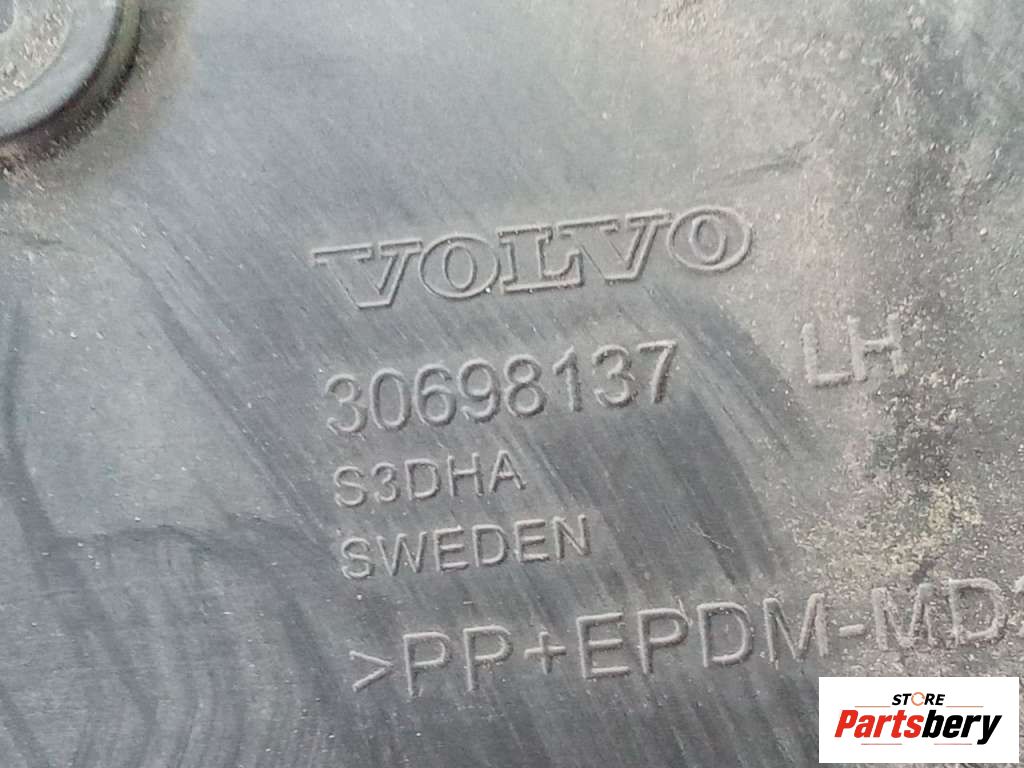 VOLVO
30698137
LH
S3DHA
SWEDEN
>PP+EPDM-MD
STORE
Partsbery